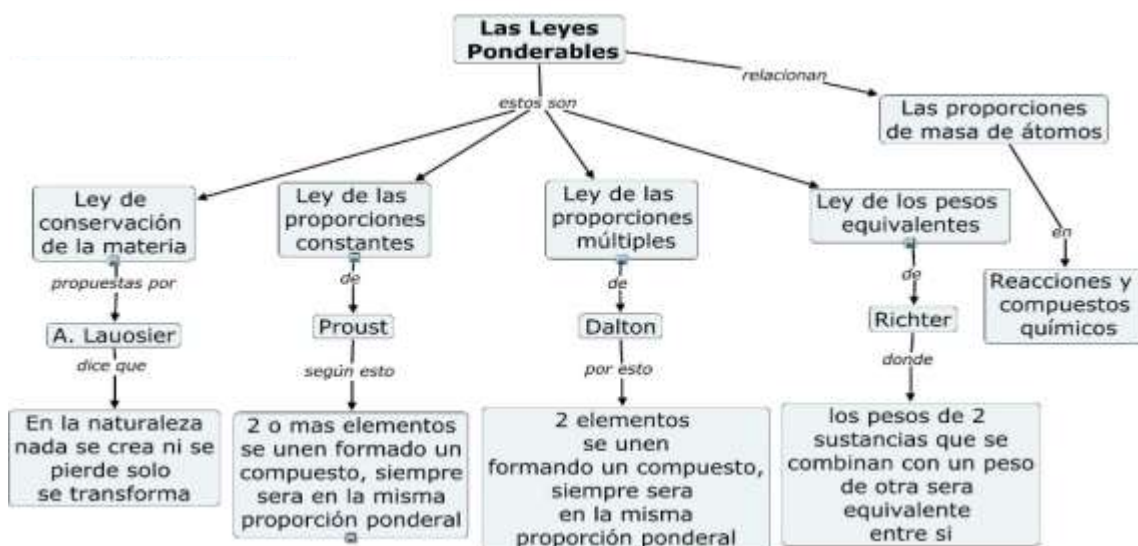 Las Leyes
Ponderables
relacionan
estos son
Las proporciones
de masa de átomos
en
Reacciones y
compuestos
químicos
Ley de
conservación
de la materia
propuestas por
A. Lauosier
dice que
En la naturaleza
nada se crea ni se
pierde solo
se transforma
Ley de las
proporciones
constantes
de
Proust
según esto
2 o mas elementos
se unen formado un
compuesto, siempre
sera en la misma
proporción ponderal
Ley de las
proporciones
múltiples
de
Dalton
por esto
2 elementos
se unen
formando un compuesto,
siempre sera
en la misma
proporción ponderal
Ley de los pesos
equivalentes
de
Richter
donde
los pesos de 2
sustancias que se
combinan con un peso
de otra sera
equivalente
entre si